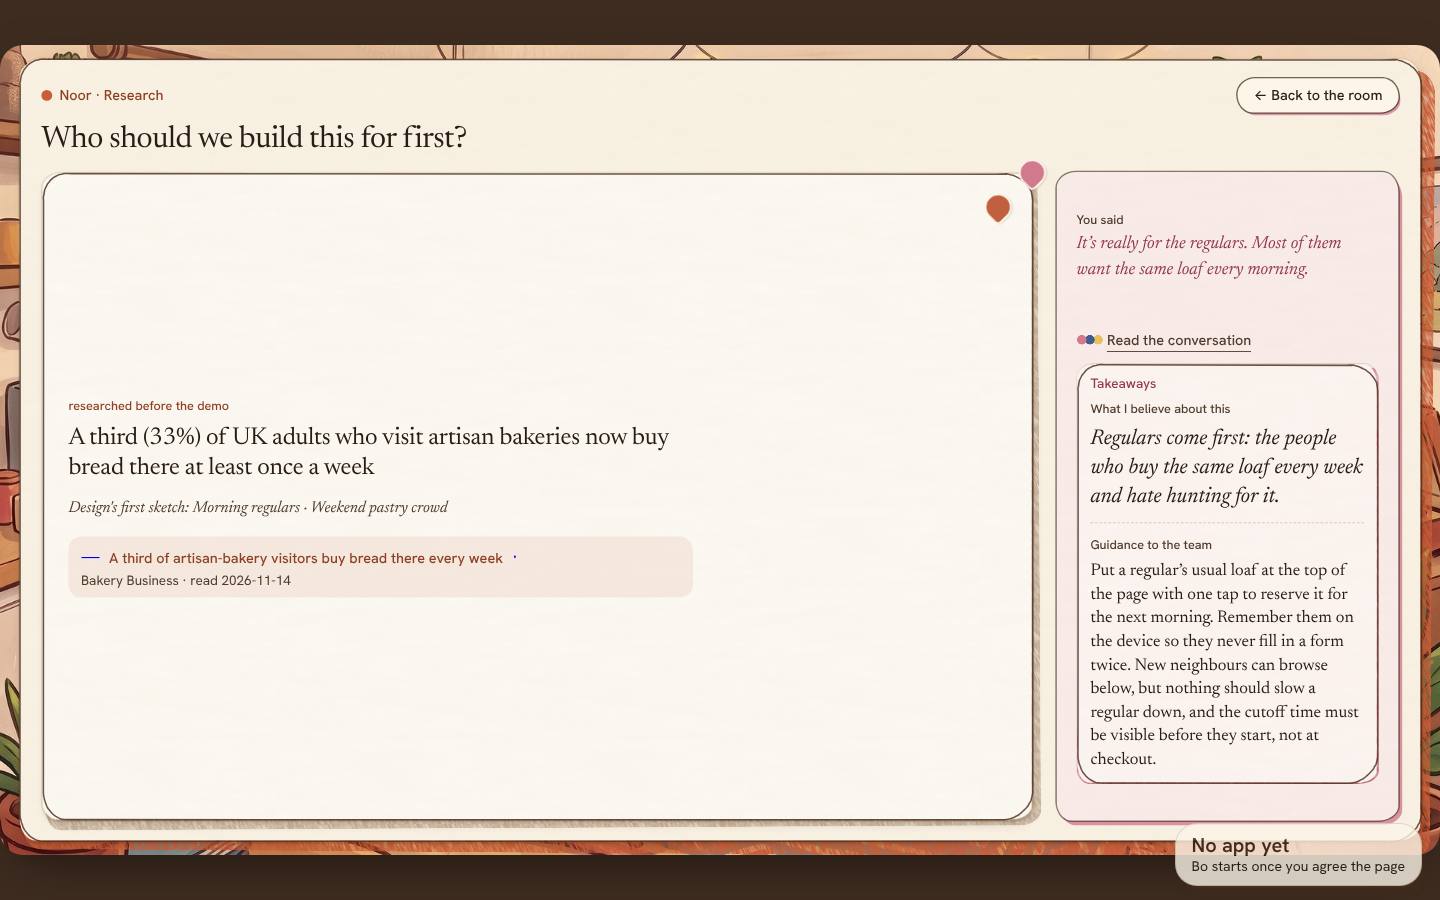 Noor · Research
← Back to the room
Who should we build this for first?
researched before the demo
A third (33%) of UK adults who visit artisan bakeries now buy
bread there at least once a week
Design's first sketch: Morning regulars · Weekend pastry crowd
— A third of artisan-bakery visitors buy bread there every week ·
Bakery Business · read 2026-11-14
You said
It's really for the regulars. Most of them
want the same loaf every morning.
Read the conversation
Takeaways
What I believe about this
Regulars come first: the people
who buy the same loaf every week
and hate hunting for it.
Guidance to the team
Put a regular's usual loaf at the top of
the page with one tap to reserve it for
the next morning. Remember them on
the device so they never fill in a form
twice. New neighbours can browse
below, but nothing should slow a
regular down, and the cutoff time must
be visible before they start, not at
checkout.
No app yet
Bo starts once you agree the page